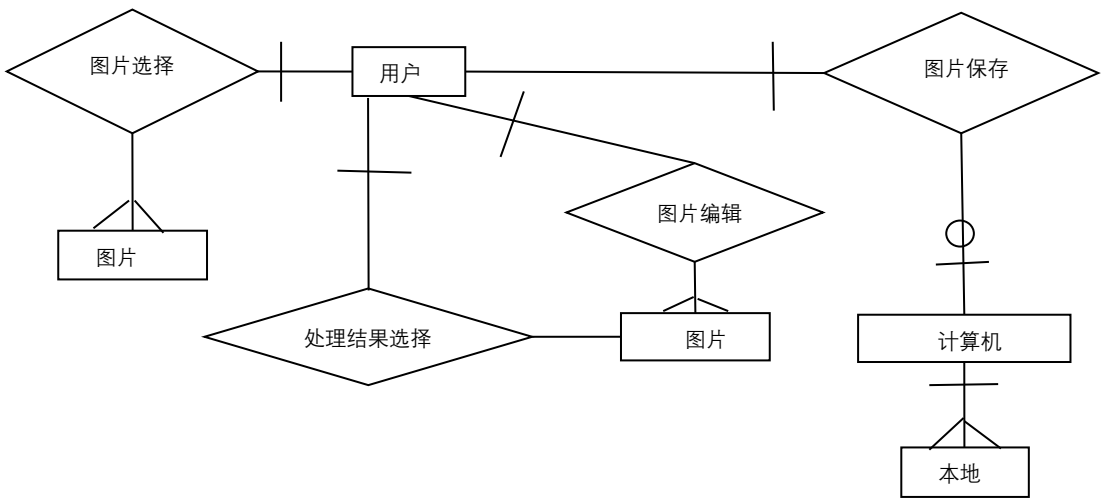 图片选择
用户
图片保存
图片编辑
图片
处理结果选择
图片
计算机
本地